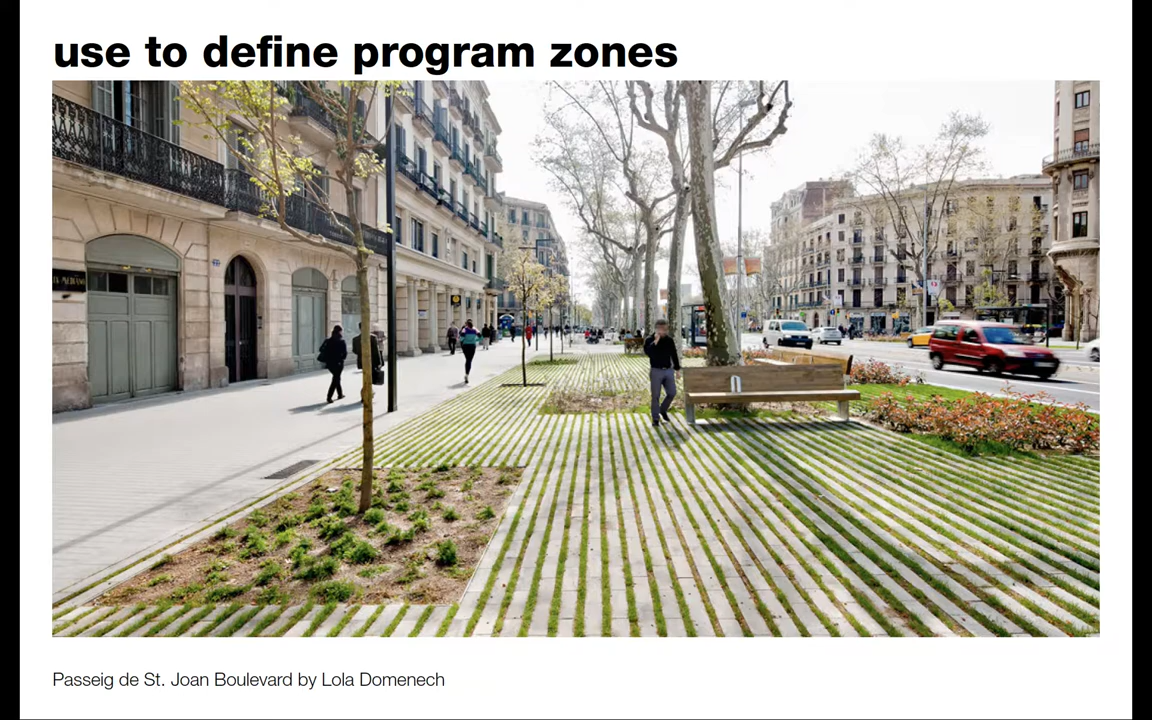 use to define program zones
Passeig de St. Joan Boulevard by Lola Domenech